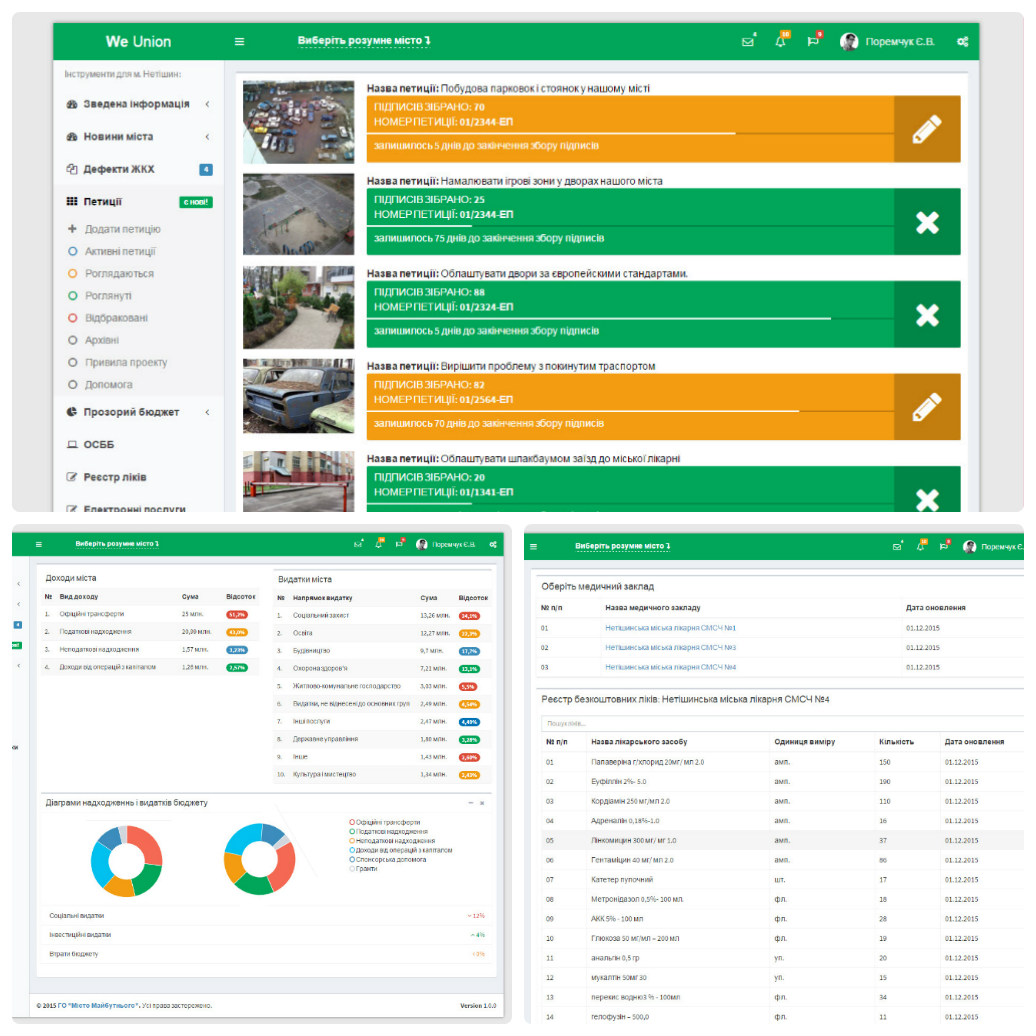 We Union
Виберіть розумне місто
4
10
9
Поремчук Є.В.
Інструменти для м. Нетішин:
Зведена інформація
Новини міста
Дефекти ЖКХ 4
Петиції є нові!
Додати петицію
Активні петиції
Роглядаються
Роглянуті
Відбраковані
Архівні
Привила проекту
Допомога
Прозорий бюджет
ОСББ
Реєстр ліків
Електронні послуги
Назва петиції: Побудова парковок і стоянок у нашому місті
ПІДПИСІВ ЗІБРАНО: 70
НОМЕР ПЕТИЦІЇ: 01/2344-ЕП
залишилось 5 днів до закінчення збору підписів
Назва петиції: Намалювати ігрові зони у дворах нашого міста
ПІДПИСІВ ЗІБРАНО: 25
НОМЕР ПЕТИЦІЇ: 01/2344-ЕП
залишилось 75 днів до закінчення збору підписів
Назва петиції: Облаштувати двори за європейскими стандартами.
ПІДПИСІВ ЗІБРАНО: 88
НОМЕР ПЕТИЦІЇ: 01/2324-ЕП
залишилось 5 днів до закінчення збору підписів
Назва петиції: Вирішити проблему з покинутим траспортом
ПІДПИСІВ ЗІБРАНО: 82
НОМЕР ПЕТИЦІЇ: 01/2564-ЕП
залишилось 70 днів до закінчення збору підписів
Назва петиції: Облаштувати шлакбаумом заїзд до міської лікарні
ПІДПИСІВ ЗІБРАНО: 20
НОМЕР ПЕТИЦІЇ: 01/1341-ЕП
Виберіть розумне місто
Поремчук Є.В.
Доходи міста
№ Вид доходу Сума Відсоток
1. Офіційні трансферти 25 млн. 51,2%
2. Податкові надходження 20,99 млн.
3. Неподаткові надходження 1,57 млн. 3,23%
4. Доходи від операцій з капіталом 1,28 млн. 2,62%
Видатки міста
№ Напрямок видатку Сума Відсоток
1. Соціальний захист 13,26 млн. 24,1%
2. Освіта 12,27 млн. 22,3%
3. Будівництво 9,7 млн. 17,7%
4. Охорона здоров'я 7,21 млн. 13,1%
5. Житлово-комунальне господарство 3,03 млн. 5,5%
6. Видатки, не віднесені до основних груп 2,49 млн. 4,54%
7. Інші послуги 2,47 млн. 4,49%
8. Державне управління 1,80 млн. 3,28%
9. Інше 1,43 млн. 2,60%
10. Культура і мистецтво 1,34 млн. 2,43%
Діаграми надходженнь і видатків бюджету
Офіційні трансферти
Податкові надходження
Неподаткові надходження
Доходи від операцій з капіталом
Спонсорська допомога
Гранти
Соціальні видатки 12%
Інвестиційні видатки 4%
Втрати бюджету
© 2015 ГО "Місто Майбутнього". Усі права застережено. Version 1.0.0
Виберіть розумне місто
Поремчук Є.
Оберіть медичний заклад
№ п/п Назва медичного закладу Дата оновлення
01 Нетішинська міська лікарня СМСЧ №1 01.12.2015
02 Нетішинська міська лікарня СМСЧ №3 01.12.2015
03 Нетішинська міська лікарня СМСЧ №4 01.12.2015
Реєстр безкоштовних ліків: Нетішинська міська лікарня СМСЧ №4
Пошук ліків...
№ п/п Назва лікарського засобу Одиниця виміру Кількість Дата оновлення
01 Папаверіна г/хлорид 20мг/ мл 2.0 амп. 150 01.12.2015
02 Еуфіллін 2%- 5.0 амп. 190 01.12.2015
03 Кордіамін 250 мг/мл 2.0 амп. 110 01.12.2015
04 Адреналін 0,18%-1.0 амп. 16 01.12.2015
05 Лінкомицин 300 мг/ мг 1.0 амп. 37 01.12.2015
06 Гентаміцин 40 мг/ мл 2.0 амп. 86 01.12.2015
07 Катетер пупочний шт. 17 01.12.2015
08 Метронідазол 0,5%- 100 мл. фл. 18 01.12.2015
09 АКК 5% - 100 мл фл. 28 01.12.2015
10 Глюкоза 50 мг/мл – 200 мл фл. 19 01.12.2015
11 анальгін 0,5 гр уп. 20 01.12.2015
12 мукалтін 50мг 30 уп. 15 01.12.2015
13 перекис водню3 % - 100мл фл. 34 01.12.2015
14 гелофузін – 500,0 фл. 11 01.12.2015